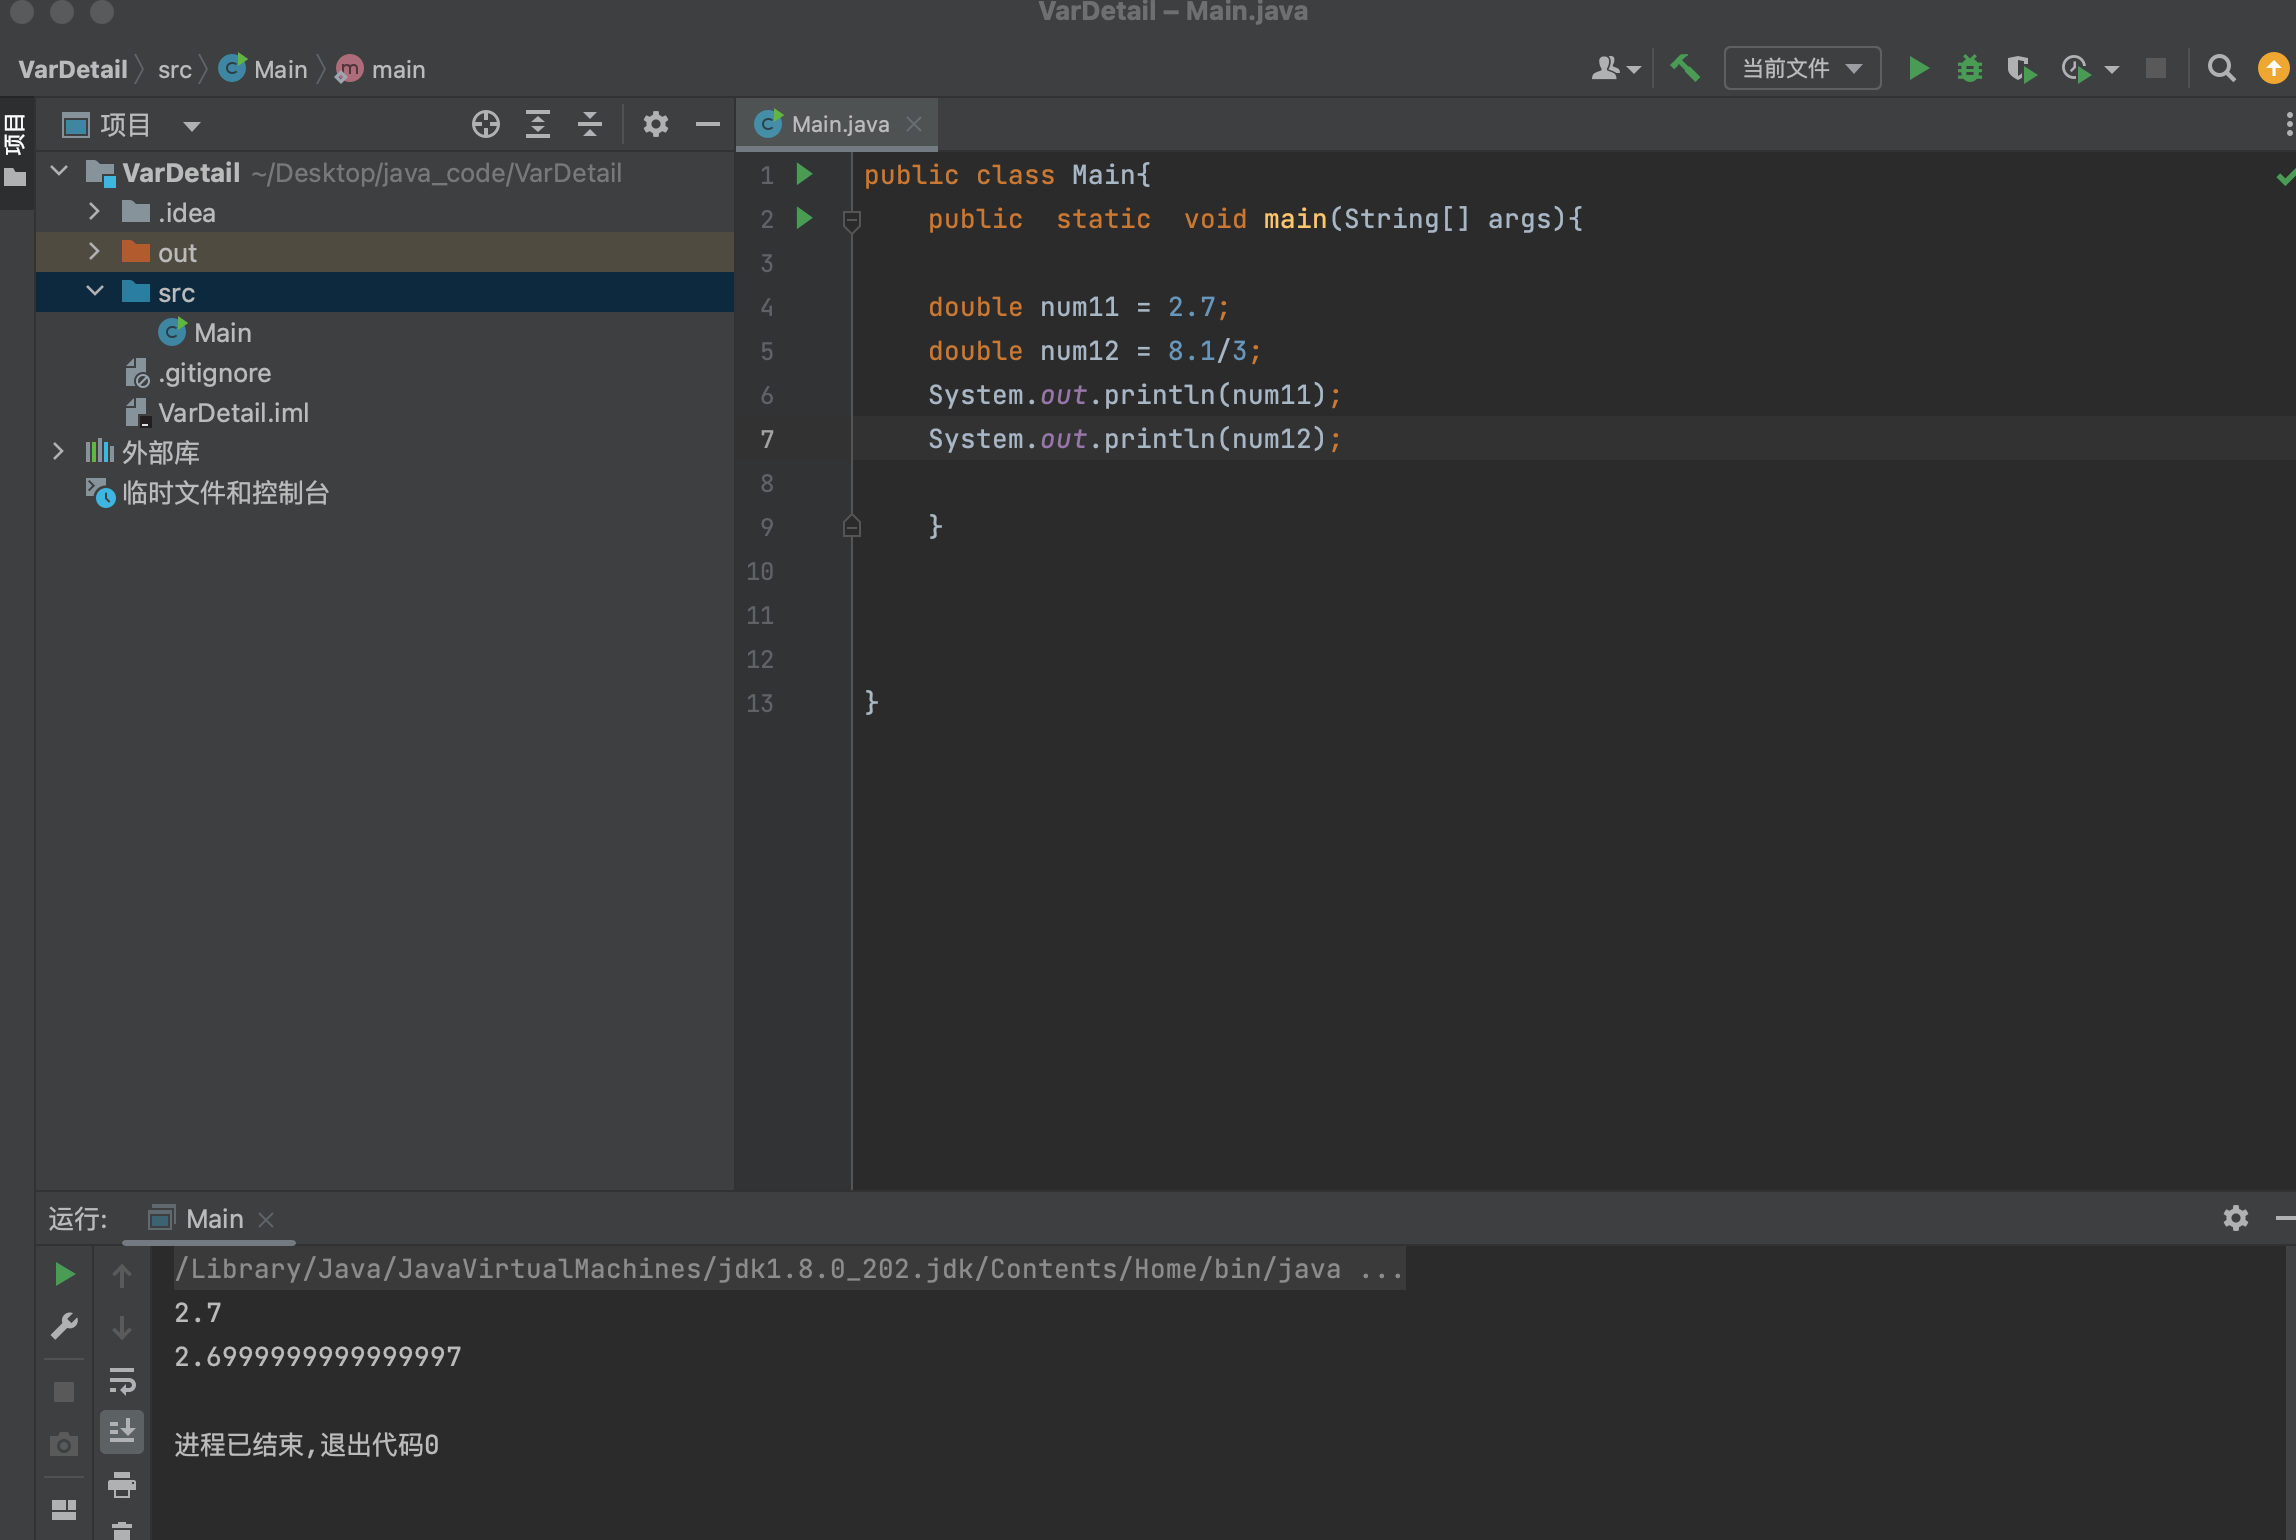 VarDetail – Main.java
VarDetail src Main main
当前文件
项目
项目
VarDetail ~/Desktop/java_code/VarDetail
.idea
out
src
Main
.gitignore
VarDetail.iml
外部库
临时文件和控制台
Main.java
1 public class Main{
2 public  static  void main(String[] args){
3
4 double num11 = 2.7;
5 double num12 = 8.1/3;
6 System.out.println(num11);
7 System.out.println(num12);
8
9 }
10
11
12
13 }
运行: Main
/Library/Java/JavaVirtualMachines/jdk1.8.0_202.jdk/Contents/Home/bin/java ...
2.7
2.6999999999999997
进程已结束,退出代码0